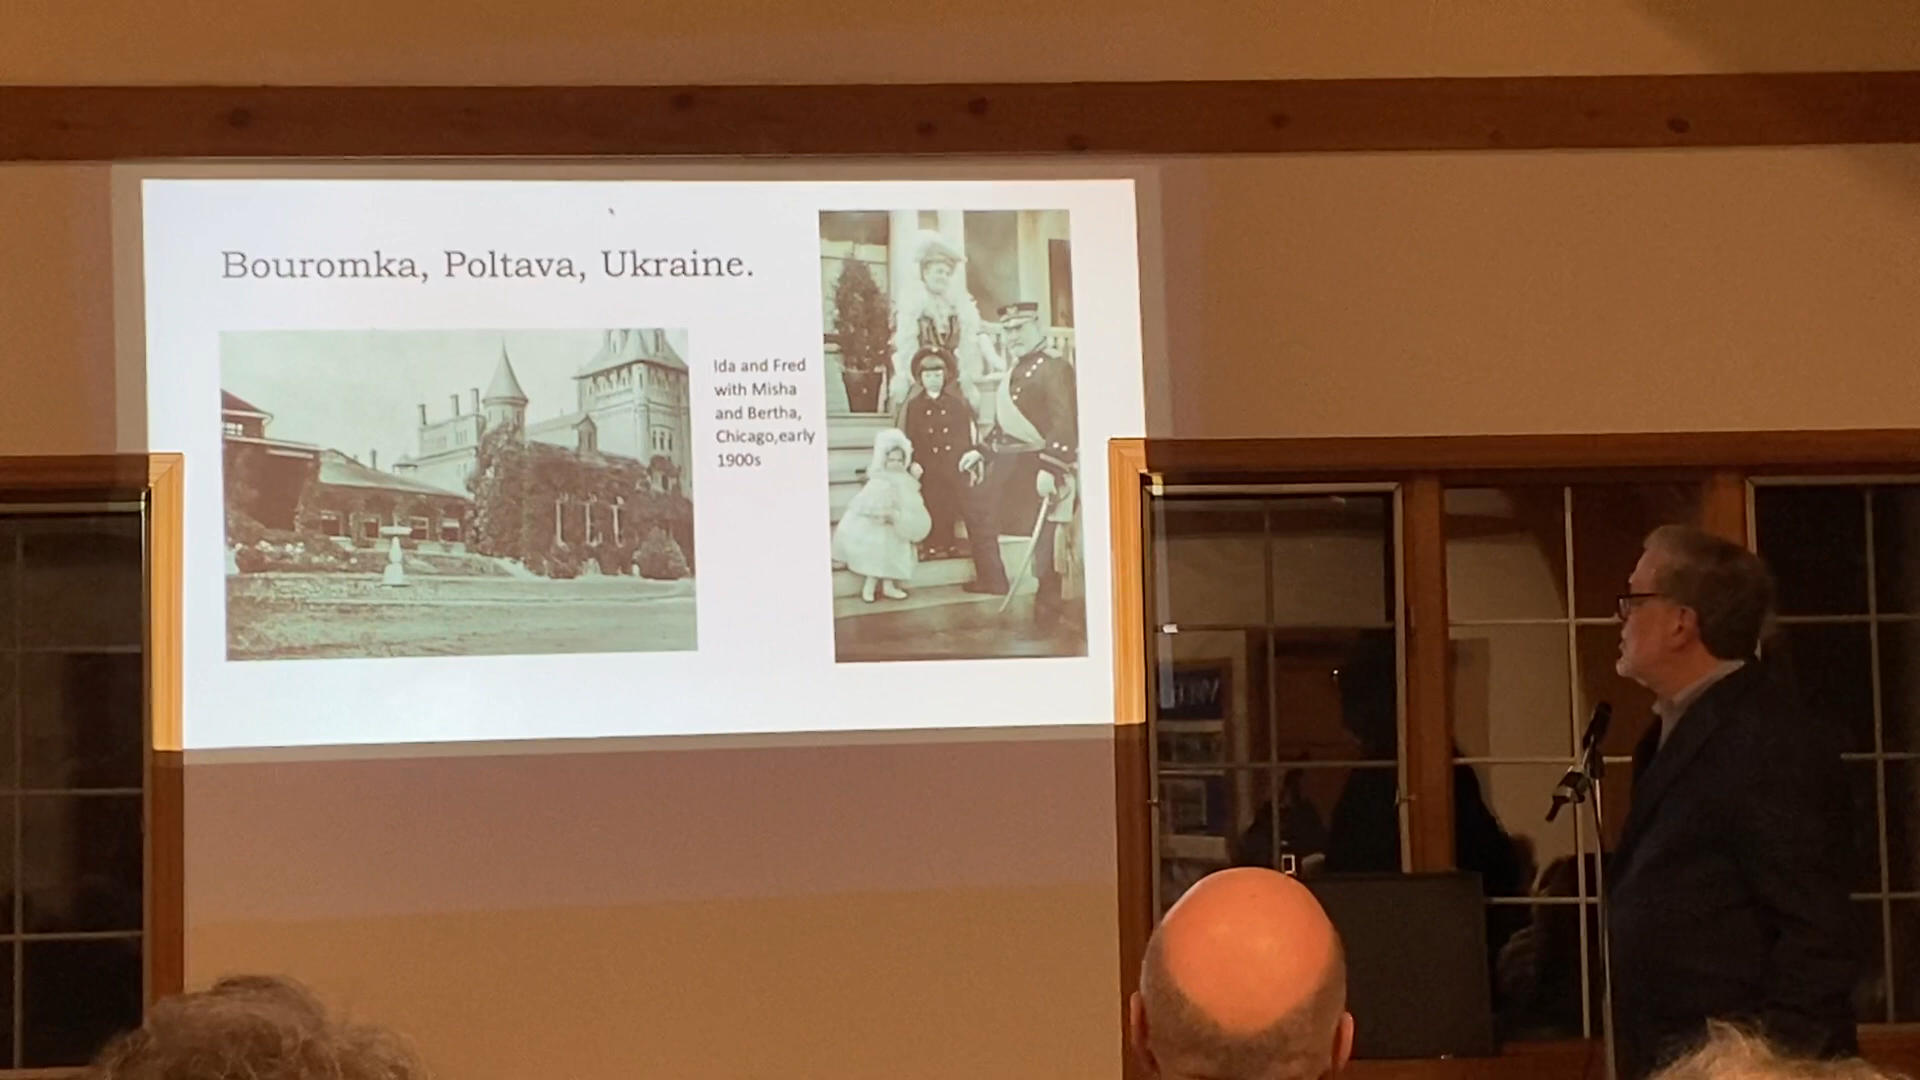 Bouromka, Poltava, Ukraine.
Ida and Fred
with Misha
and Bertha,
Chicago,early
1900s